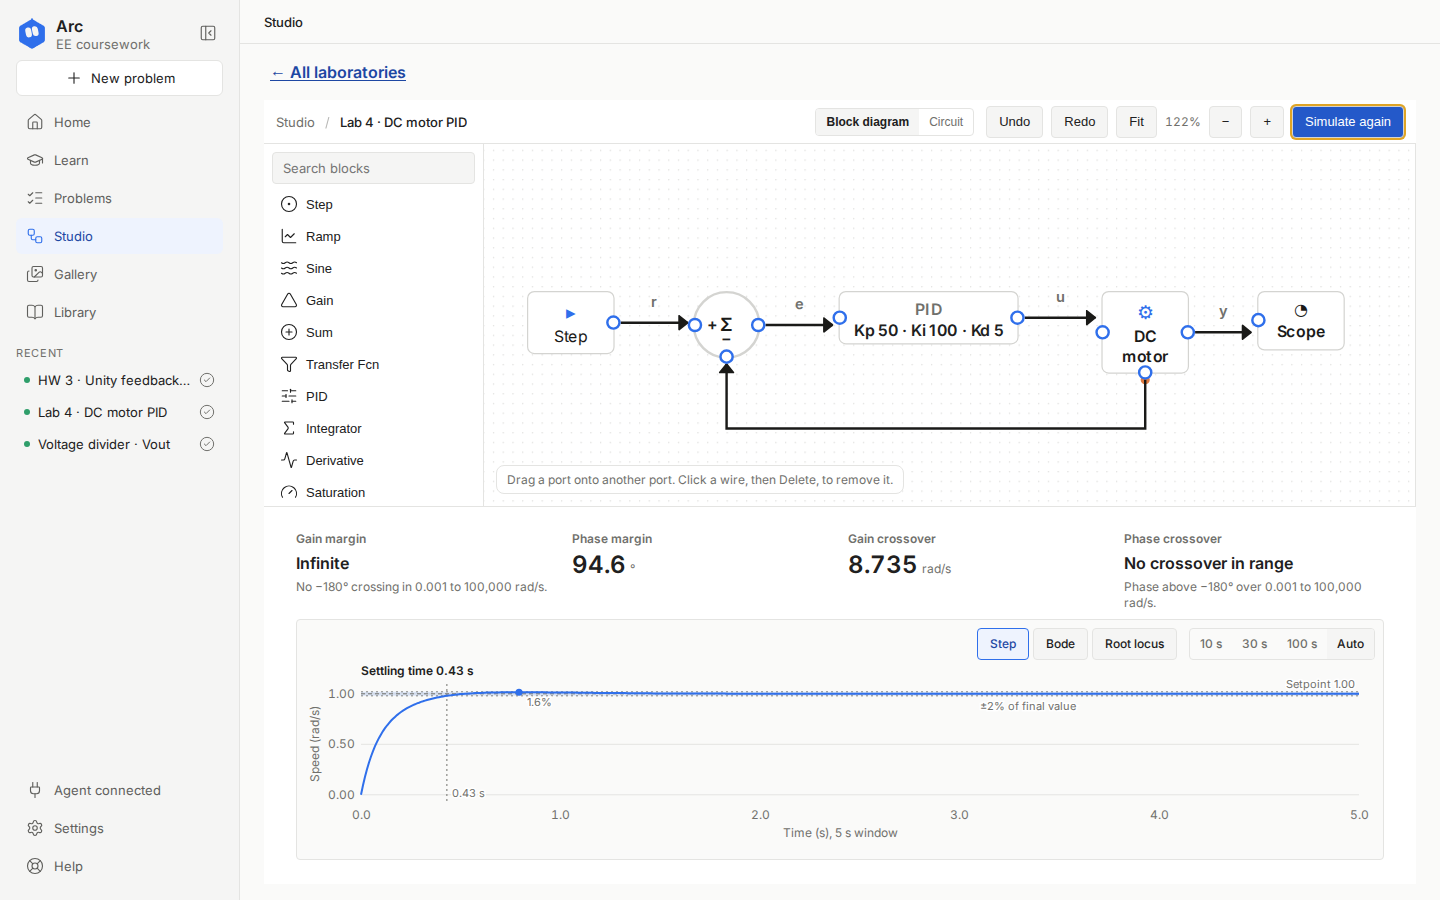 Arc
EE coursework
New problem
Home
Learn
Problems
Studio
Gallery
Library
RECENT
HW 3 · Unity feedback...
Lab 4 · DC motor PID
Voltage divider · Vout
Agent connected
Settings
Help
Studio
← All laboratories
Studio / Lab 4 · DC motor PID
Block diagram Circuit Undo Redo Fit 122% − + Simulate again
Search blocks
Step
Ramp
Sine
Gain
Sum
Transfer Fcn
PID
Integrator
Derivative
Saturation
r
Step
+ Σ
−
e
PID
Kp 50 · Ki 100 · Kd 5
u
DC
motor
y
Scope
Drag a port onto another port. Click a wire, then Delete, to remove it.
Gain margin
Infinite
No −180° crossing in 0.001 to 100,000 rad/s.
Phase margin
94.6 °
Gain crossover
8.735 rad/s
Phase crossover
No crossover in range
Phase above −180° over 0.001 to 100,000
rad/s.
Step Bode Root locus 10 s 30 s 100 s Auto
Settling time 0.43 s
Setpoint 1.00
1.6%
±2% of final value
0.43 s
Speed (rad/s)
1.00
0.50
0.00
0.0 1.0 2.0 3.0 4.0 5.0
Time (s), 5 s window